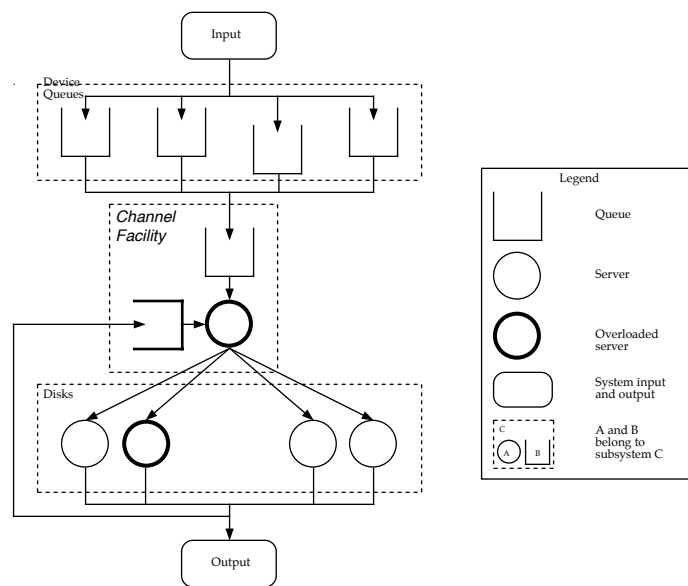 Input
Device
Queues
Channel
Facility
Disks
Output
Legend
Queue
Server
Overloaded
server
System input
and output
C
A
B
A and B
belong to
subsystem C